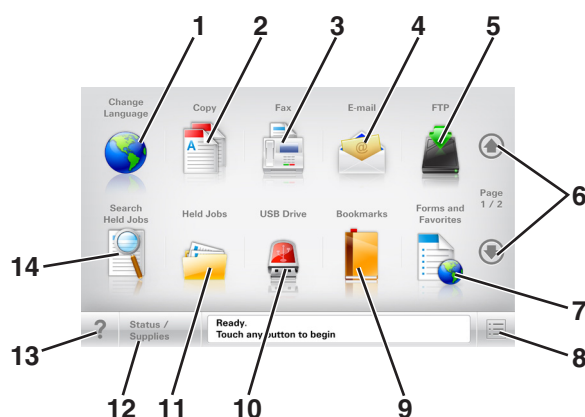 1 2 3 4 5
Change
Language
Copy
Fax
E-mail
FTP
A
@
6
Page
1 / 2
Search
Held Jobs
Held Jobs
USB Drive
Bookmarks
Forms and
Favorites
14
7
?
Status /
Supplies
Ready.
Touch any button to begin
13
12
11
10
9
8